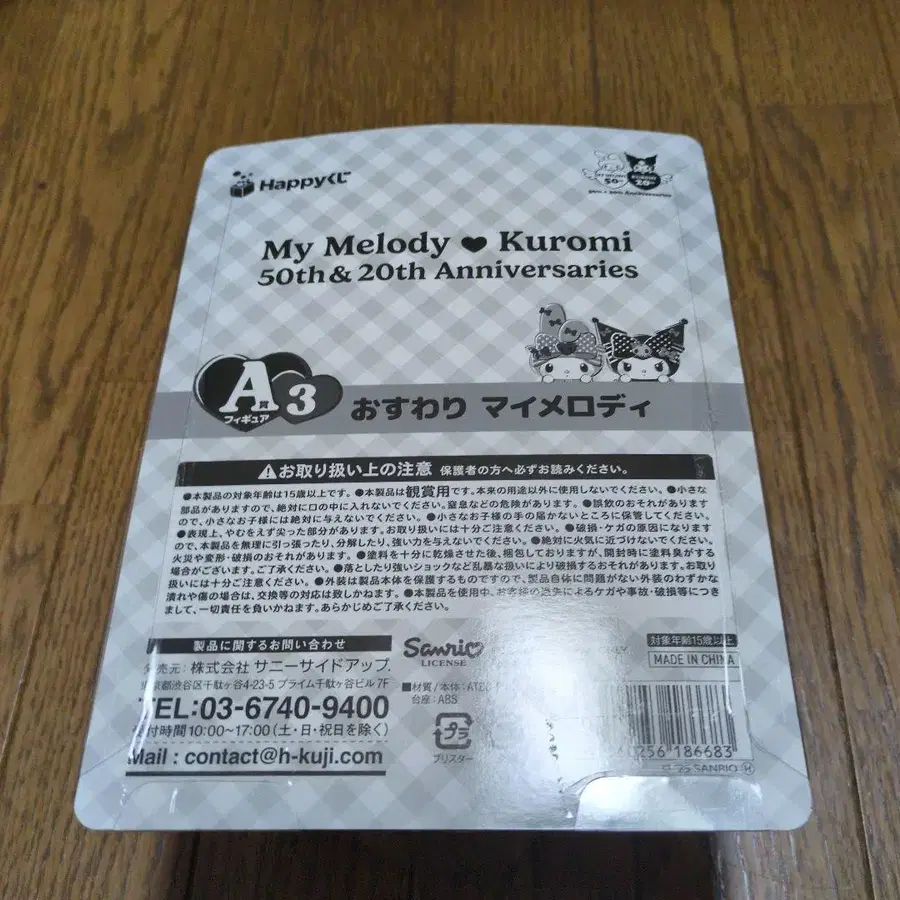 Happyくじ
My Melody ♥ Kuromi
50th & 20th Anniversaries
A賞 3
フィギュア
おすわり マイメロディ
⚠お取り扱い上の注意 保護者の方へ必ずお読みください。
●本製品の対象年齢は15歳以上です。●本製品は観賞用です。本来の用途以外に使用しないでください。●小さな
部品がありますので、絶対に口の中に入れないでください。窒息などの危険があります。●誤飲のおそれがあります
ので、小さなお子様には絶対に与えないでください。●小さなお子様の手の届かないところに保管してください。
●表現上、やむをえず尖った部分があります。お取り扱いには十分ご注意ください。●破損・ケガの原因になります
ので、本製品を無理に引っ張ったり、分解したり、強い力を与えないでください。●絶対に火気に近づけないでください。
火災や変形・破損のおそれがあります。●塗料を十分に乾燥させた後、梱包しておりますが、開封時に塗料臭がする
場合がございます。ご了承ください。●落としたり強いショックなど乱暴な扱いにより破損するおそれがあります。お取り
扱いには十分ご注意ください。●外装は製品本体を保護するものですので、製品自体に問題がない外装のわずかな
潰れや傷の場合は、交換等の対応は致しかねます。●本製品を使用中、お客様の過失によるケガや事故・破損等につき
まして、一切責任を負いかねます。あらかじめご了承ください。
製品に関するお問い合わせ
発売元：株式会社 サニーサイドアップ
東京都渋谷区千駄ヶ谷4-23-5 プライム千駄ヶ谷ビル 7F
TEL:03-6740-9400
受付時間10:00～17:00（土・日・祝日を除く）
Mail : contact@h-kuji.com
Sanrio
LICENSE
対象年齢15歳以上
MADE IN CHINA
■材質／本体：
台座：ABS
プラ
ブリスター
186683
SANRIO